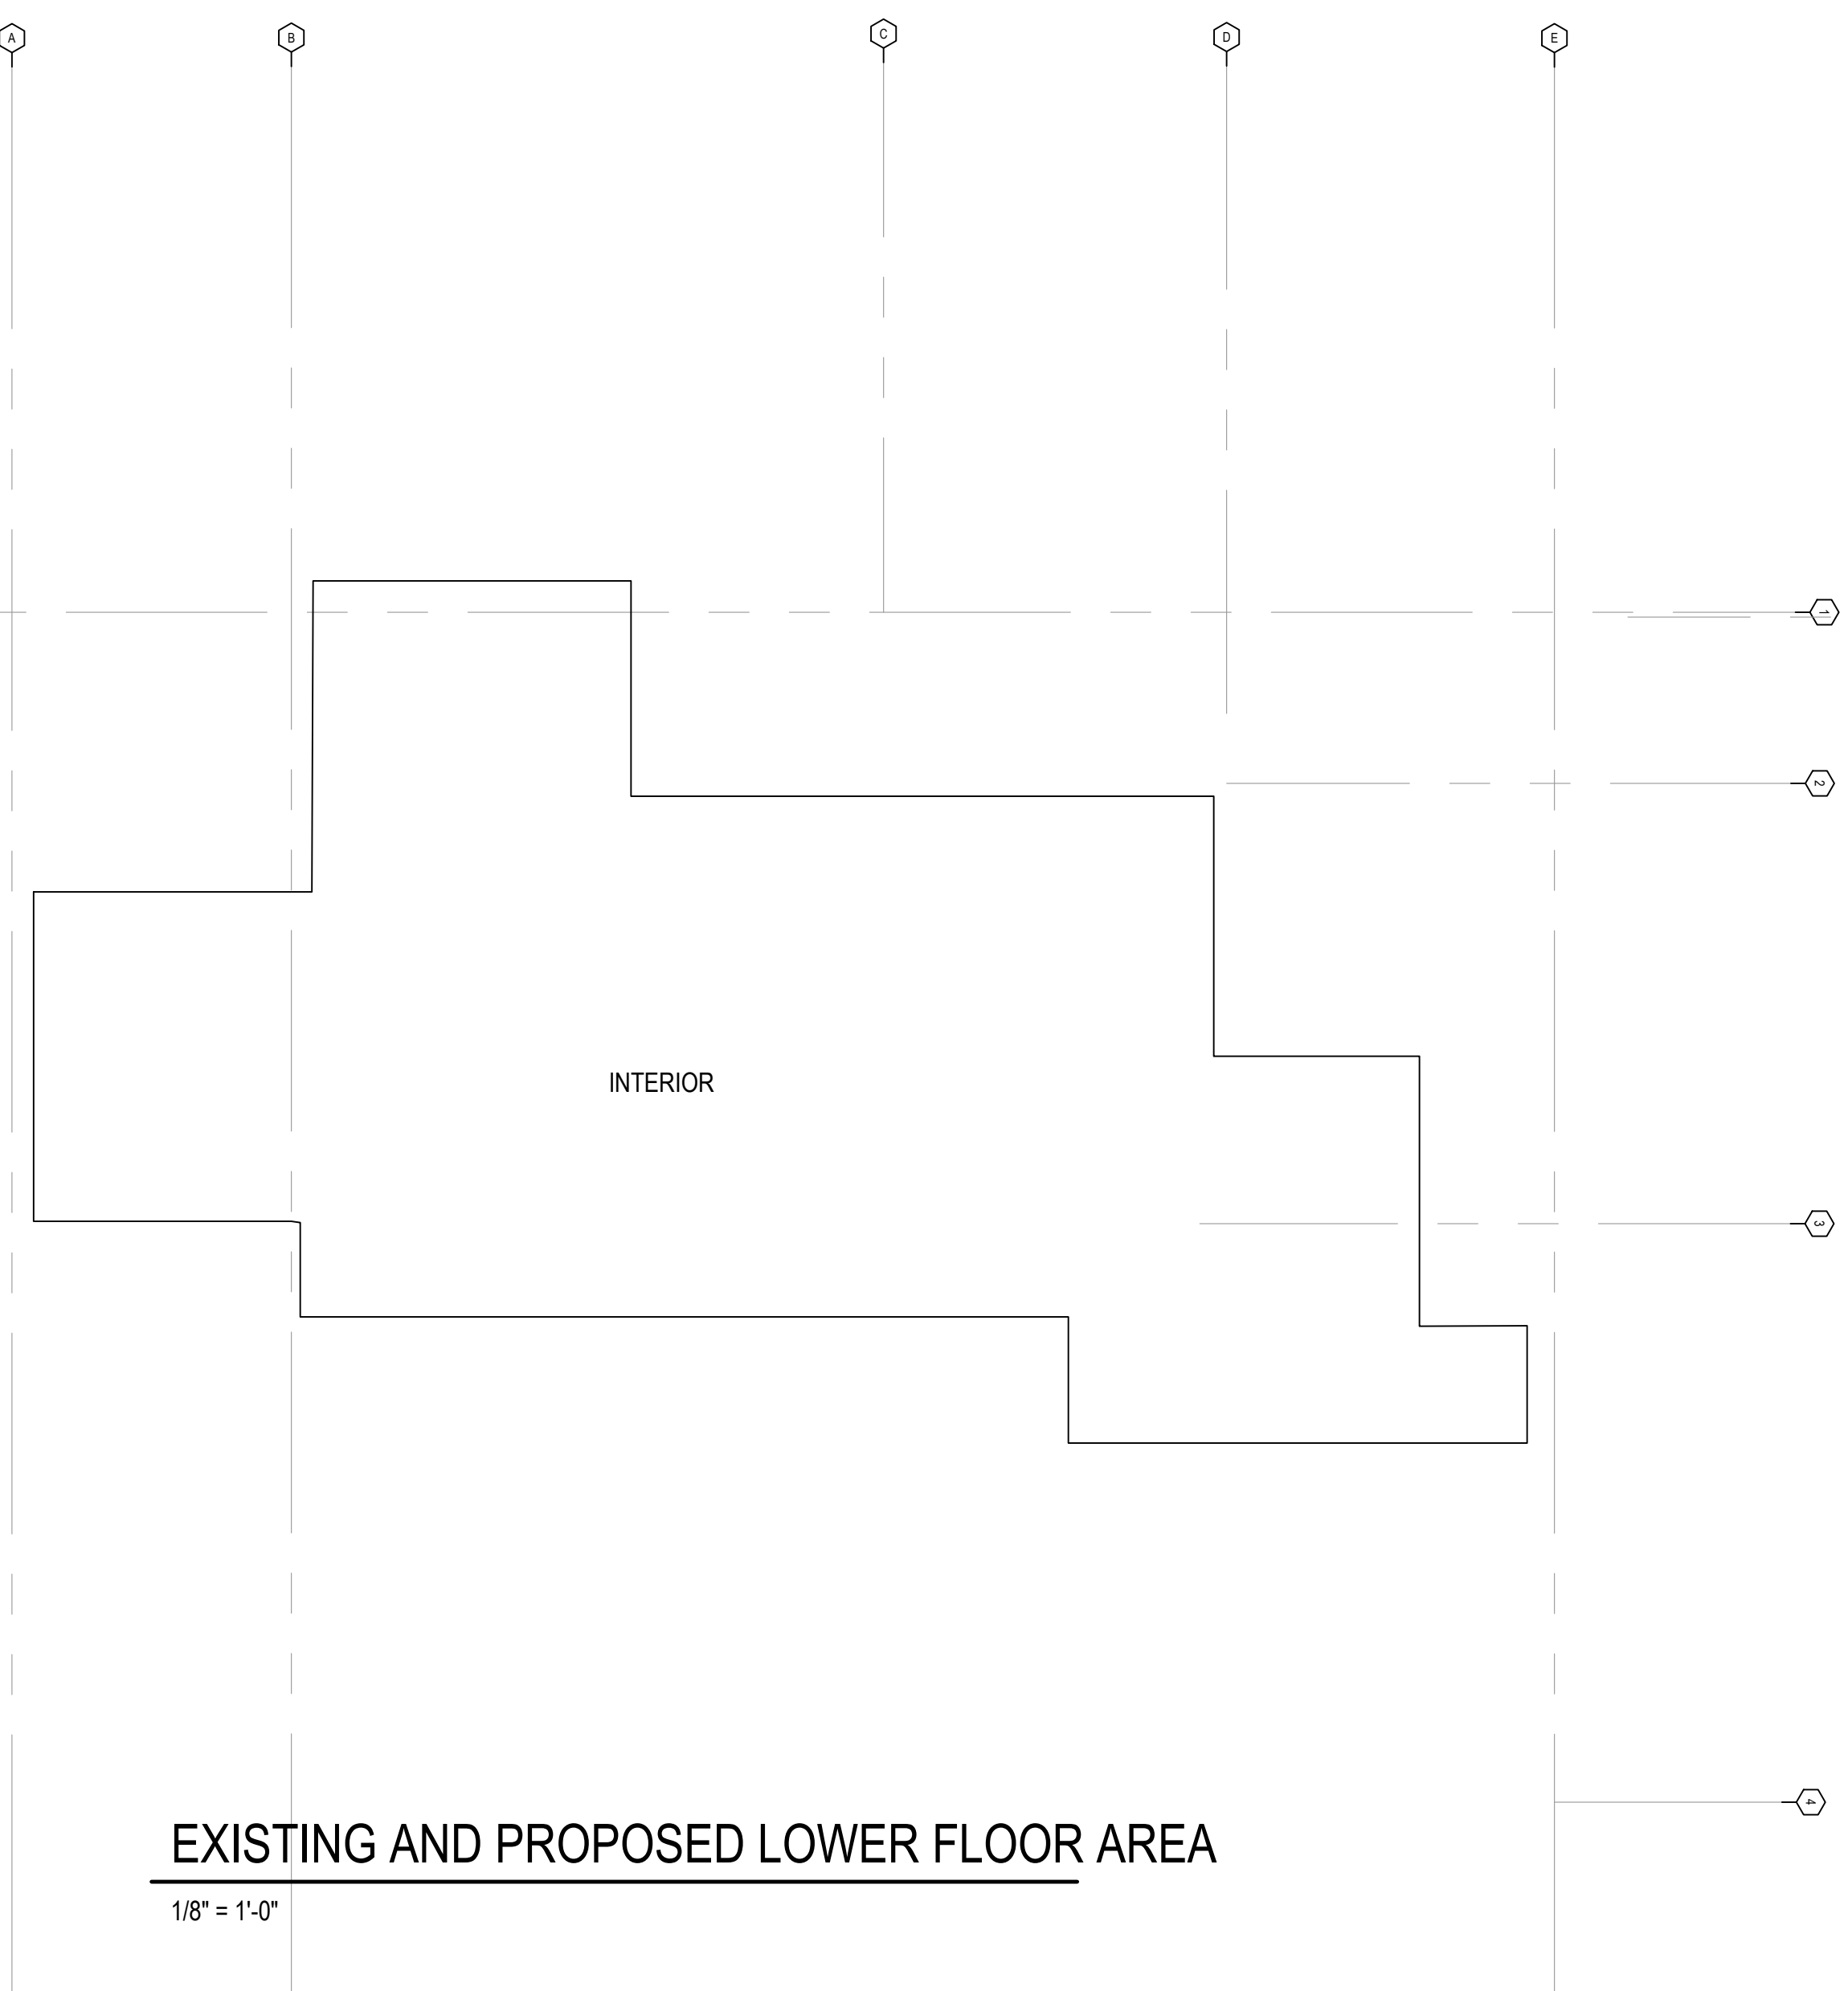 A
B
C
D
E
1
2
INTERIOR
3
4
EXISTING AND PROPOSED LOWER FLOOR AREA
1/8" = 1'-0"